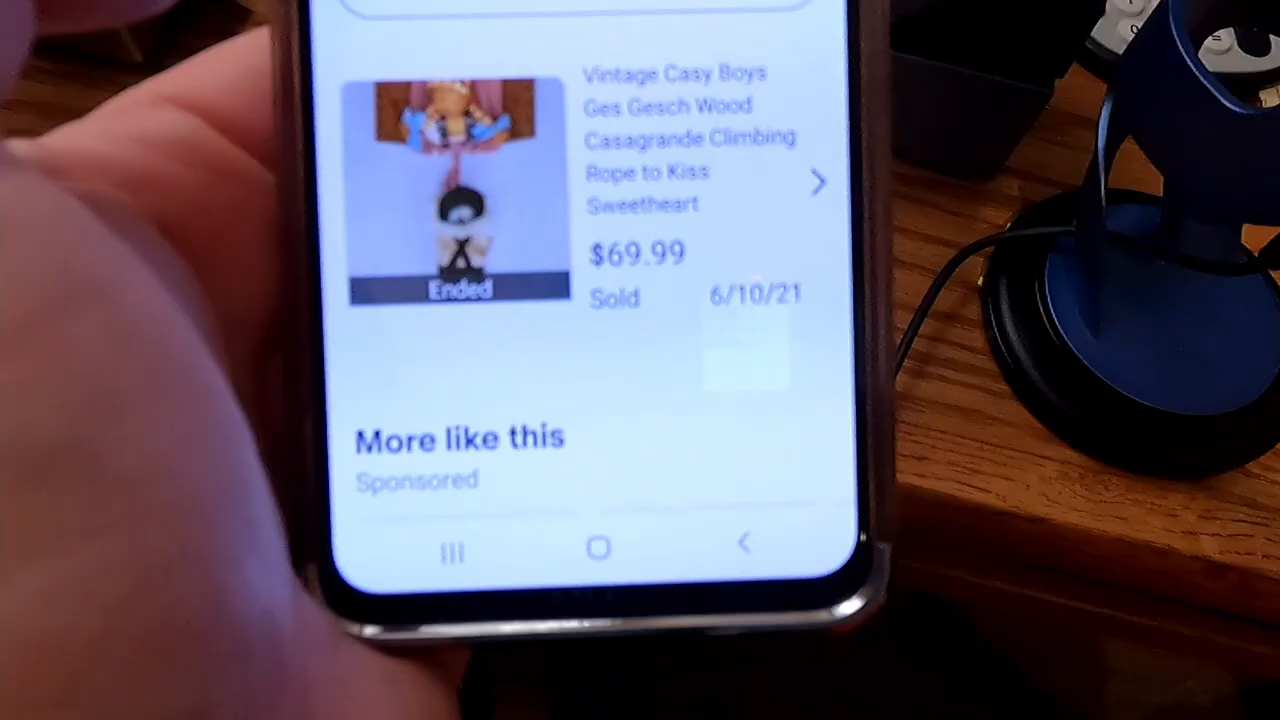 Vintage Casy Boys
Ges Gesch Wood
Casagrande Climbing
Rope to Kiss
Sweetheart
$69.99
Ended
Sold 6/10/21
More like this
Sponsored